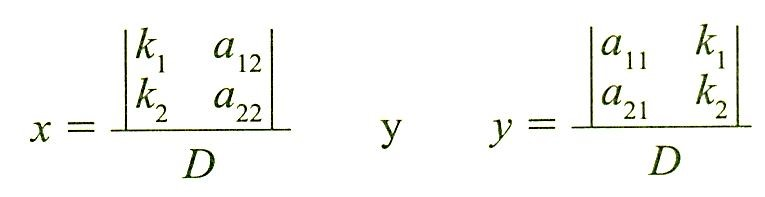 x = |k₁ a₁₂| y y = |a₁₁ k₁|
|k₂ a₂₂| |a₂₁ k₂|
D D